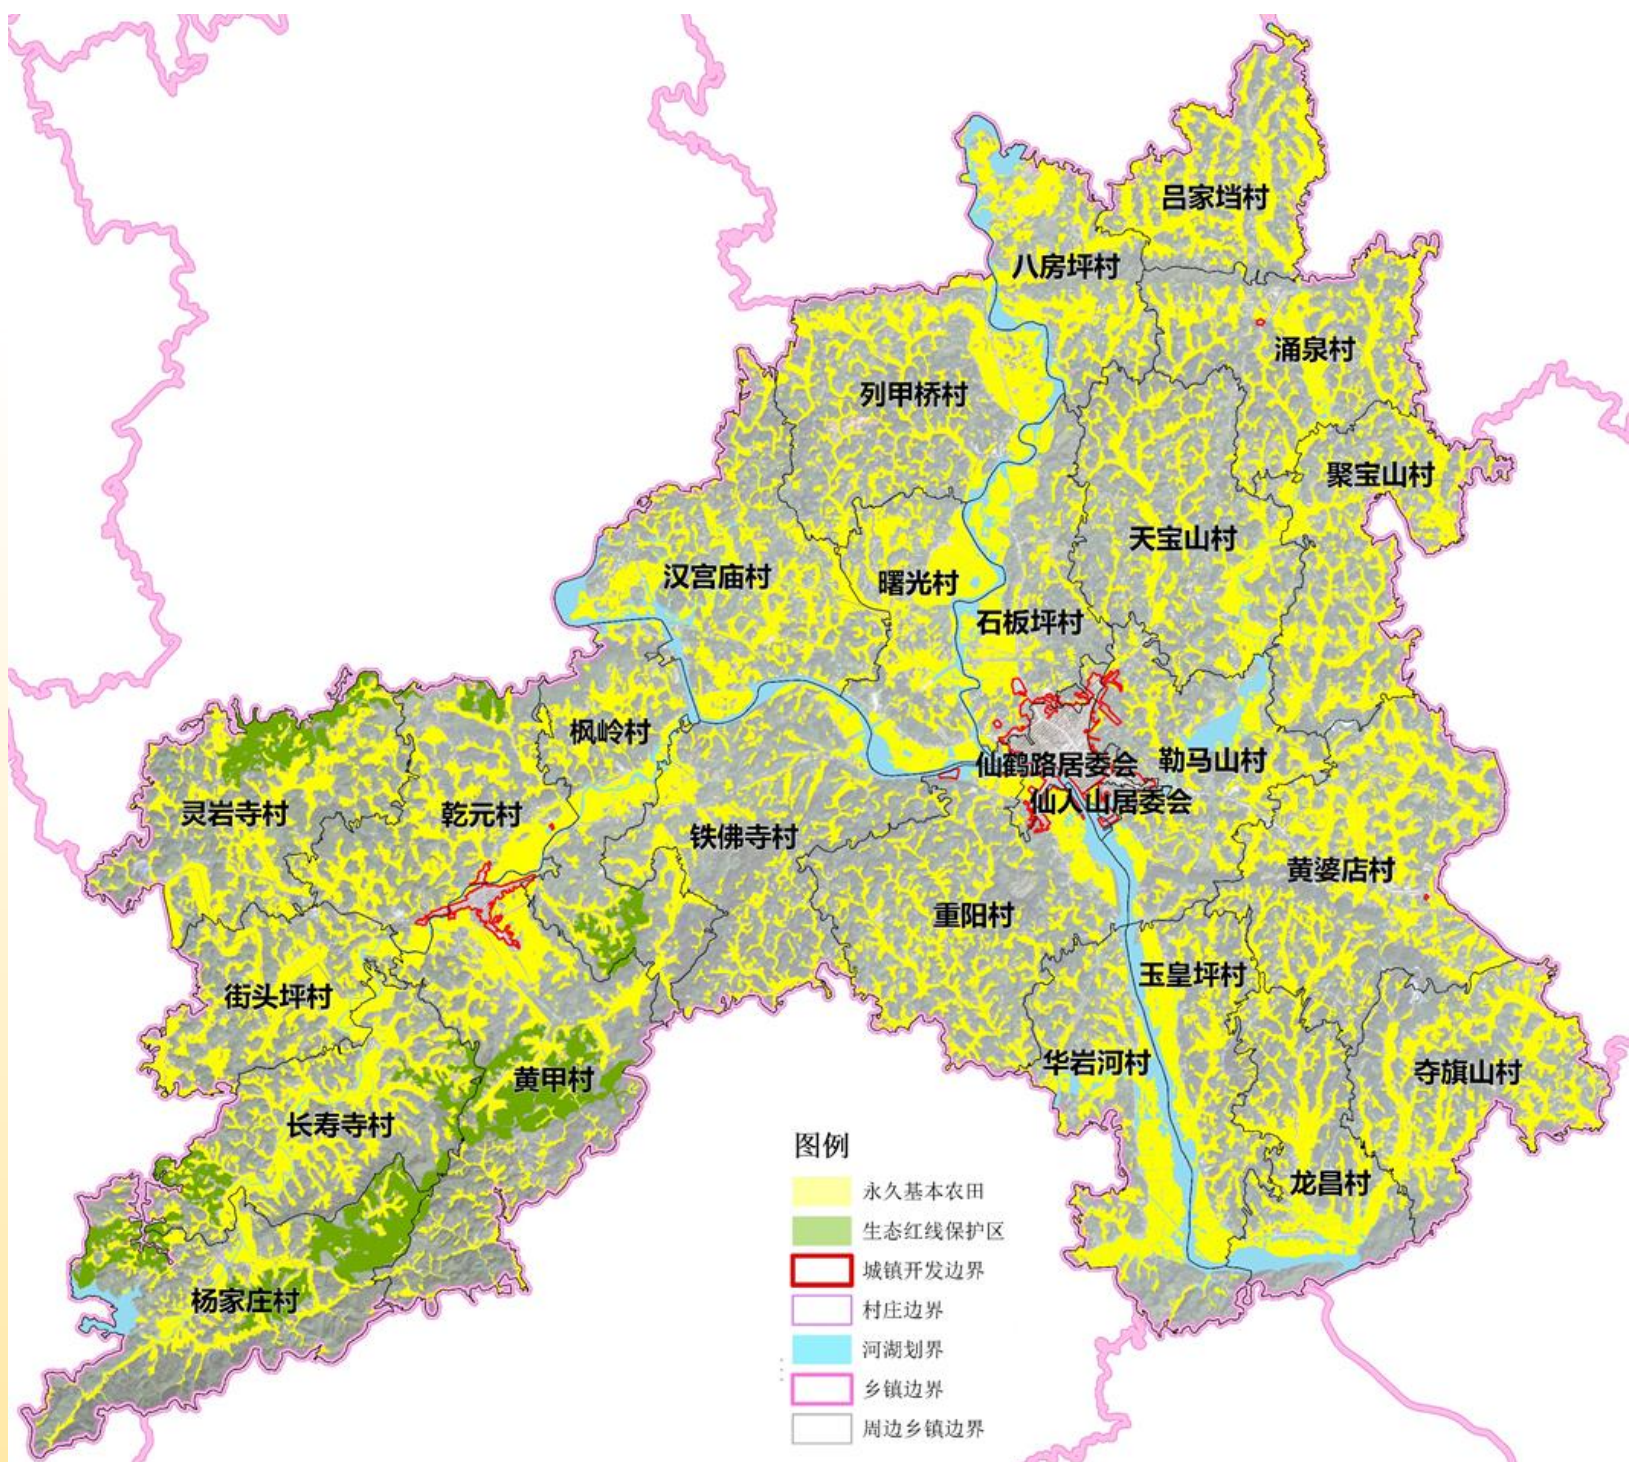 吕家垱村
八房坪村
涌泉村
列甲桥村
聚宝山村
天宝山村
汉宫庙村
曙光村
石板坪村
枫岭村
仙鹤路居委会
勒马山村
仙人山居委会
灵岩寺村
乾元村
铁佛寺村
黄婆店村
重阳村
玉皇坪村
街头坪村
华岩河村
夺旗山村
黄甲村
长寿寺村
龙昌村
杨家庄村
图例
永久基本农田
生态红线保护区
城镇开发边界
村庄边界
河湖划界
乡镇边界
周边乡镇边界